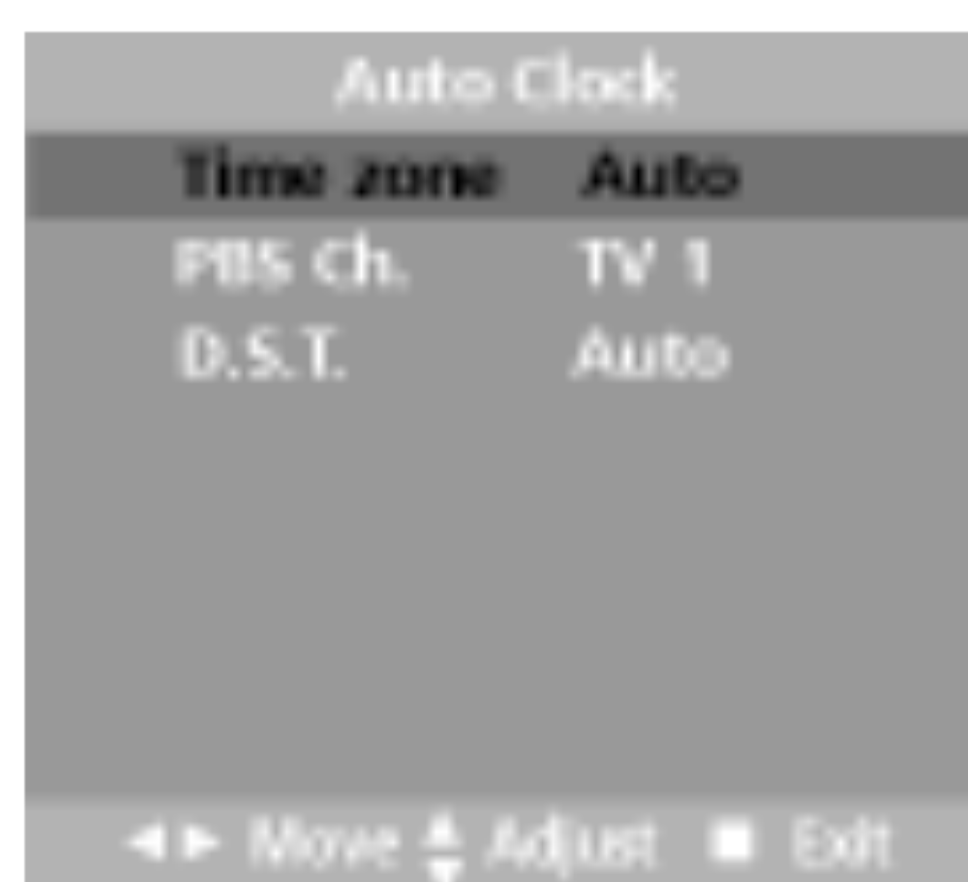 Auto Clock
Time zone Auto
PBS Ch. TV 1
D.S.T. Auto
◄► Move ▲▼ Adjust ■ Exit